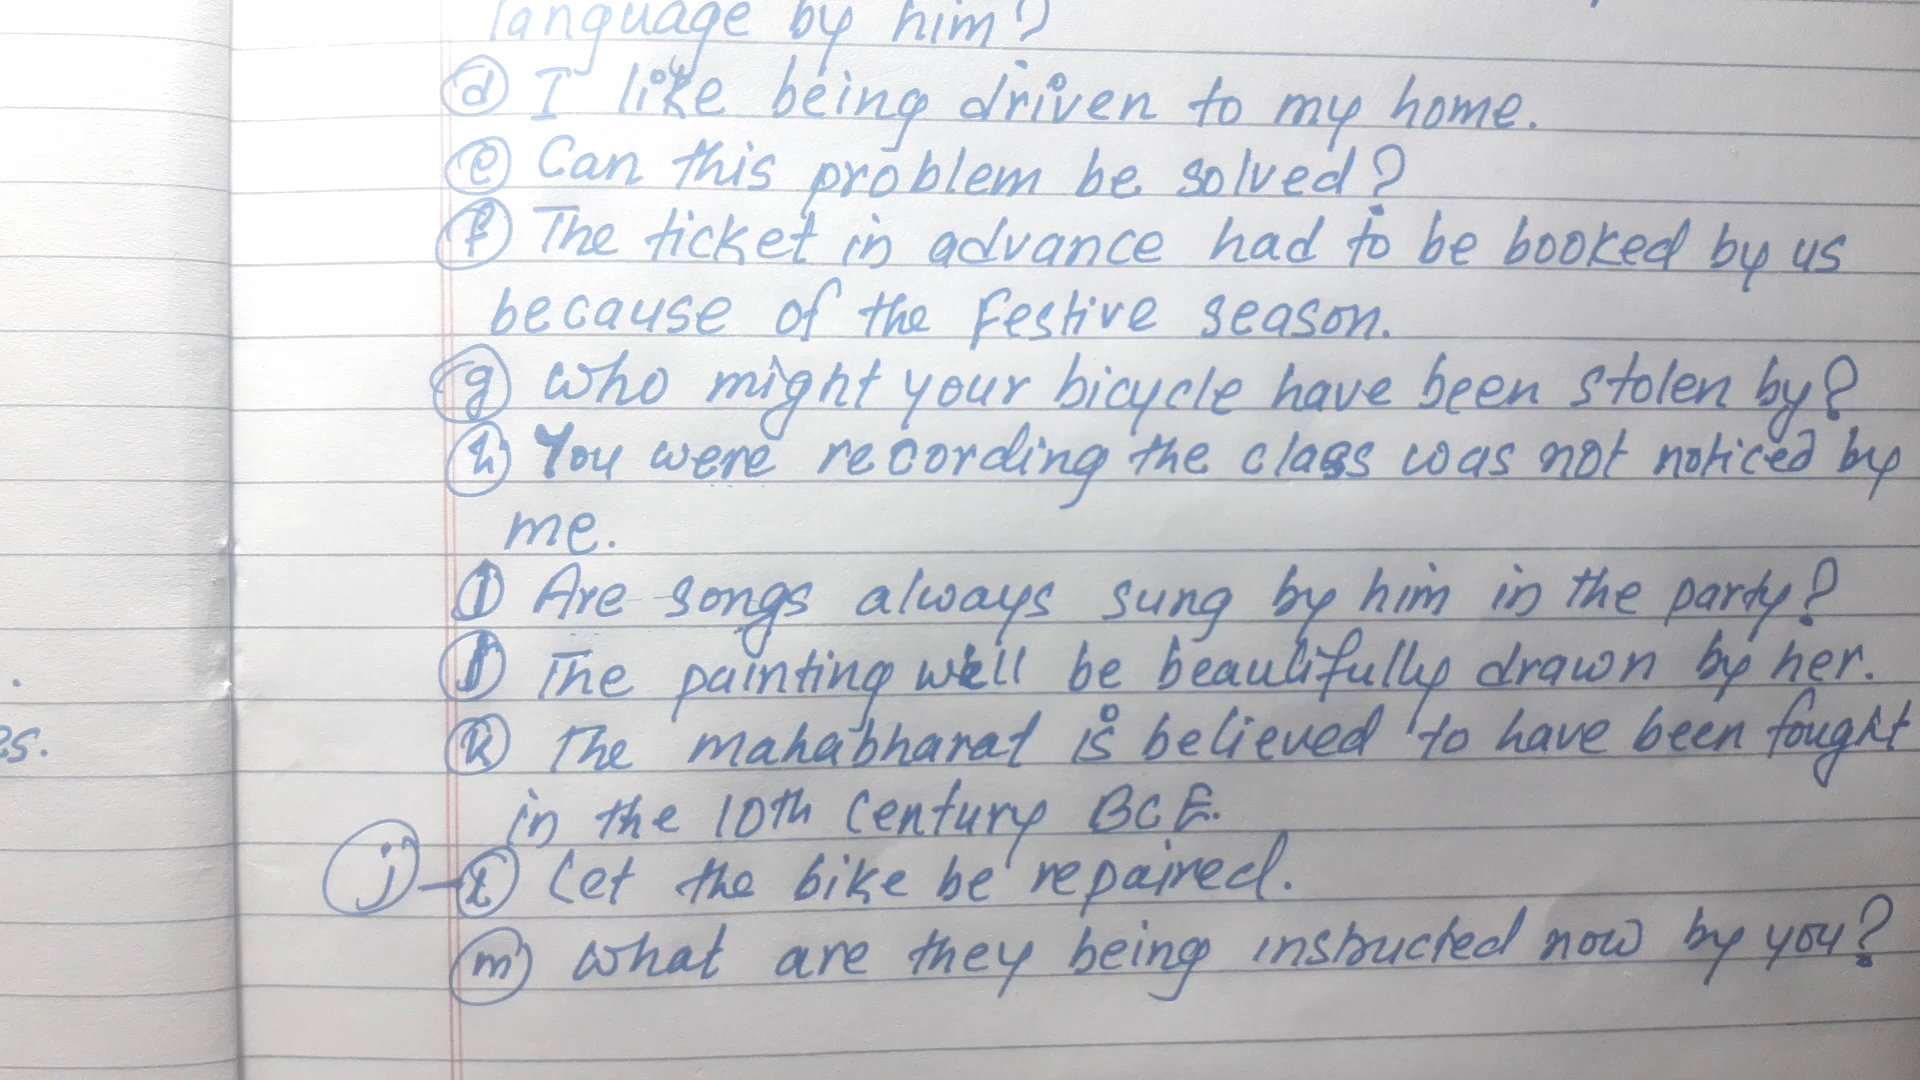 language by him?
(d) I like being driven to my home.
(e) Can this problem be solved?
(f) The ticket in advance had to be booked by us
because of the festive season.
(g) who might your bicycle have been stolen by?
(h) You were recording the class was not noticed by
me.
(i) Are songs always sung by him in the party?
The painting will be beautifully drawn by her.
es.
(k) The mahabharat is believed to have been fought
in the 10th Century BCE.
(j) Let the bike be repaired.
(m) what are they being instructed now by you?